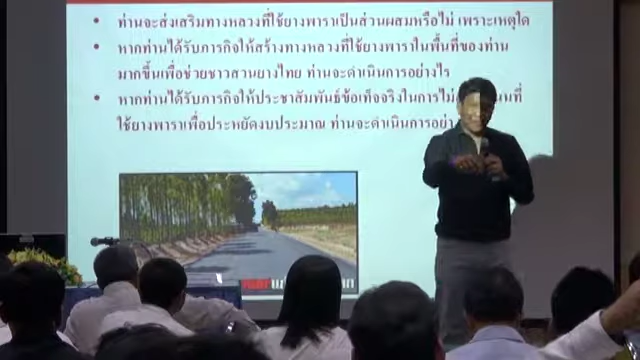 ท่านจะส่งเสริมทางหลวงที่ใช้ยางพาราเป็นส่วนผสมหรือไม่ เพราะเหตุใด
หากท่านได้รับภารกิจให้สร้างทางหลวงที่ใช้ยางพาราในพื้นที่ของท่าน
มากขึ้นเพื่อช่วยชาวสวนยางไทย ท่านจะดำเนินการอย่างไร
หากท่านได้รับภารกิจให้ประชาสัมพันธ์ข้อเท็จจริงในการไม่
ใช้ยางพาราเพื่อประหยัดงบประมาณ ท่านจะดำเนินการอย่า